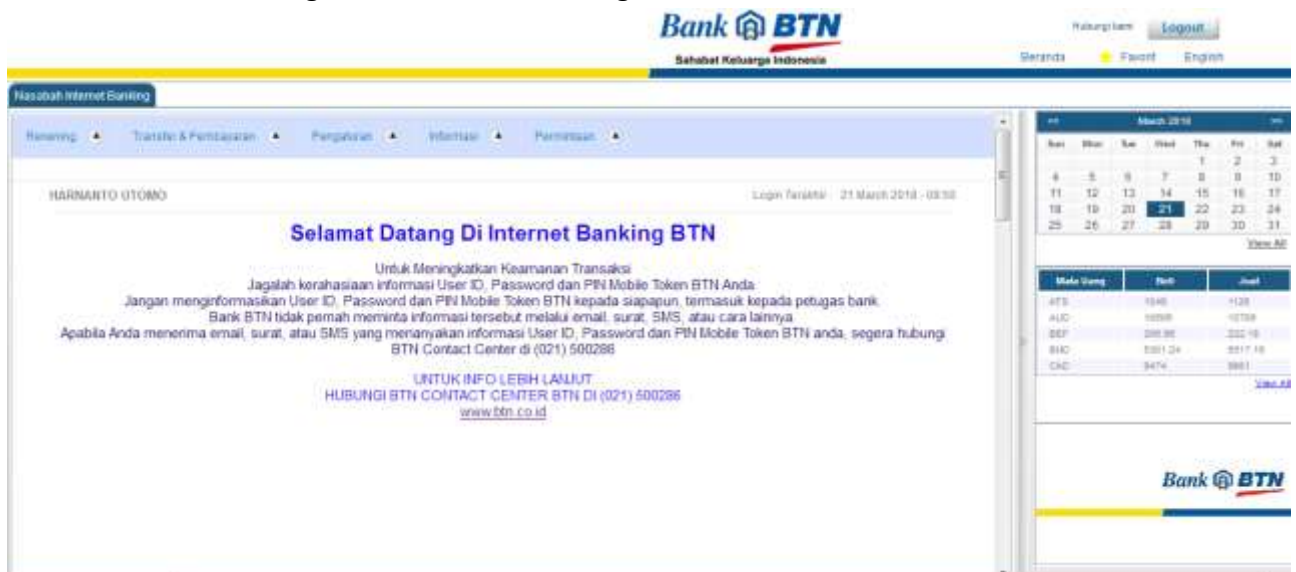 Bank BTN
Sahabat Keluarga Indonesia
Hubungi kami Logout
Beranda Favorit English
Nasabah Internet Banking
Rekening Transfer & Pembayaran Pengaturan Informasi Permintaan
HARNANTO UTOMO
Login Terakhir 21 March 2018 -
Selamat Datang Di Internet Banking BTN
Untuk Meningkatkan Keamanan Transaksi
Jagalah kerahasiaan informasi User ID, Password dan PIN Mobile Token BTN Anda
Jangan menginformasikan User ID, Password dan PIN Mobile Token BTN kepada siapapun, termasuk kepada petugas bank.
Bank BTN tidak pernah meminta informasi tersebut melalui email, surat, SMS, atau cara lainnya.
Apabila Anda menerima email, surat, atau SMS yang menanyakan informasi User ID, Password dan PIN Mobile Token BTN anda, segera hubungi
BTN Contact Center di (021) 500286
UNTUK INFO LEBIH LANJUT
HUBUNGI BTN CONTACT CENTER BTN DI (021) 500286
www.btn.co.id
<< March 2018 >>
Sun Mon Tue Wed Thu Fri Sat
1 2 3
4 5 6 7 8 9 10
11 12 13 14 15 16 17
18 19 20 21 22 23 24
25 26 27 28 29 30 31
View All
Mata Uang Beli Jual
ATS
AUD
BEF
BND
CAD 9474
View All
Bank BTN